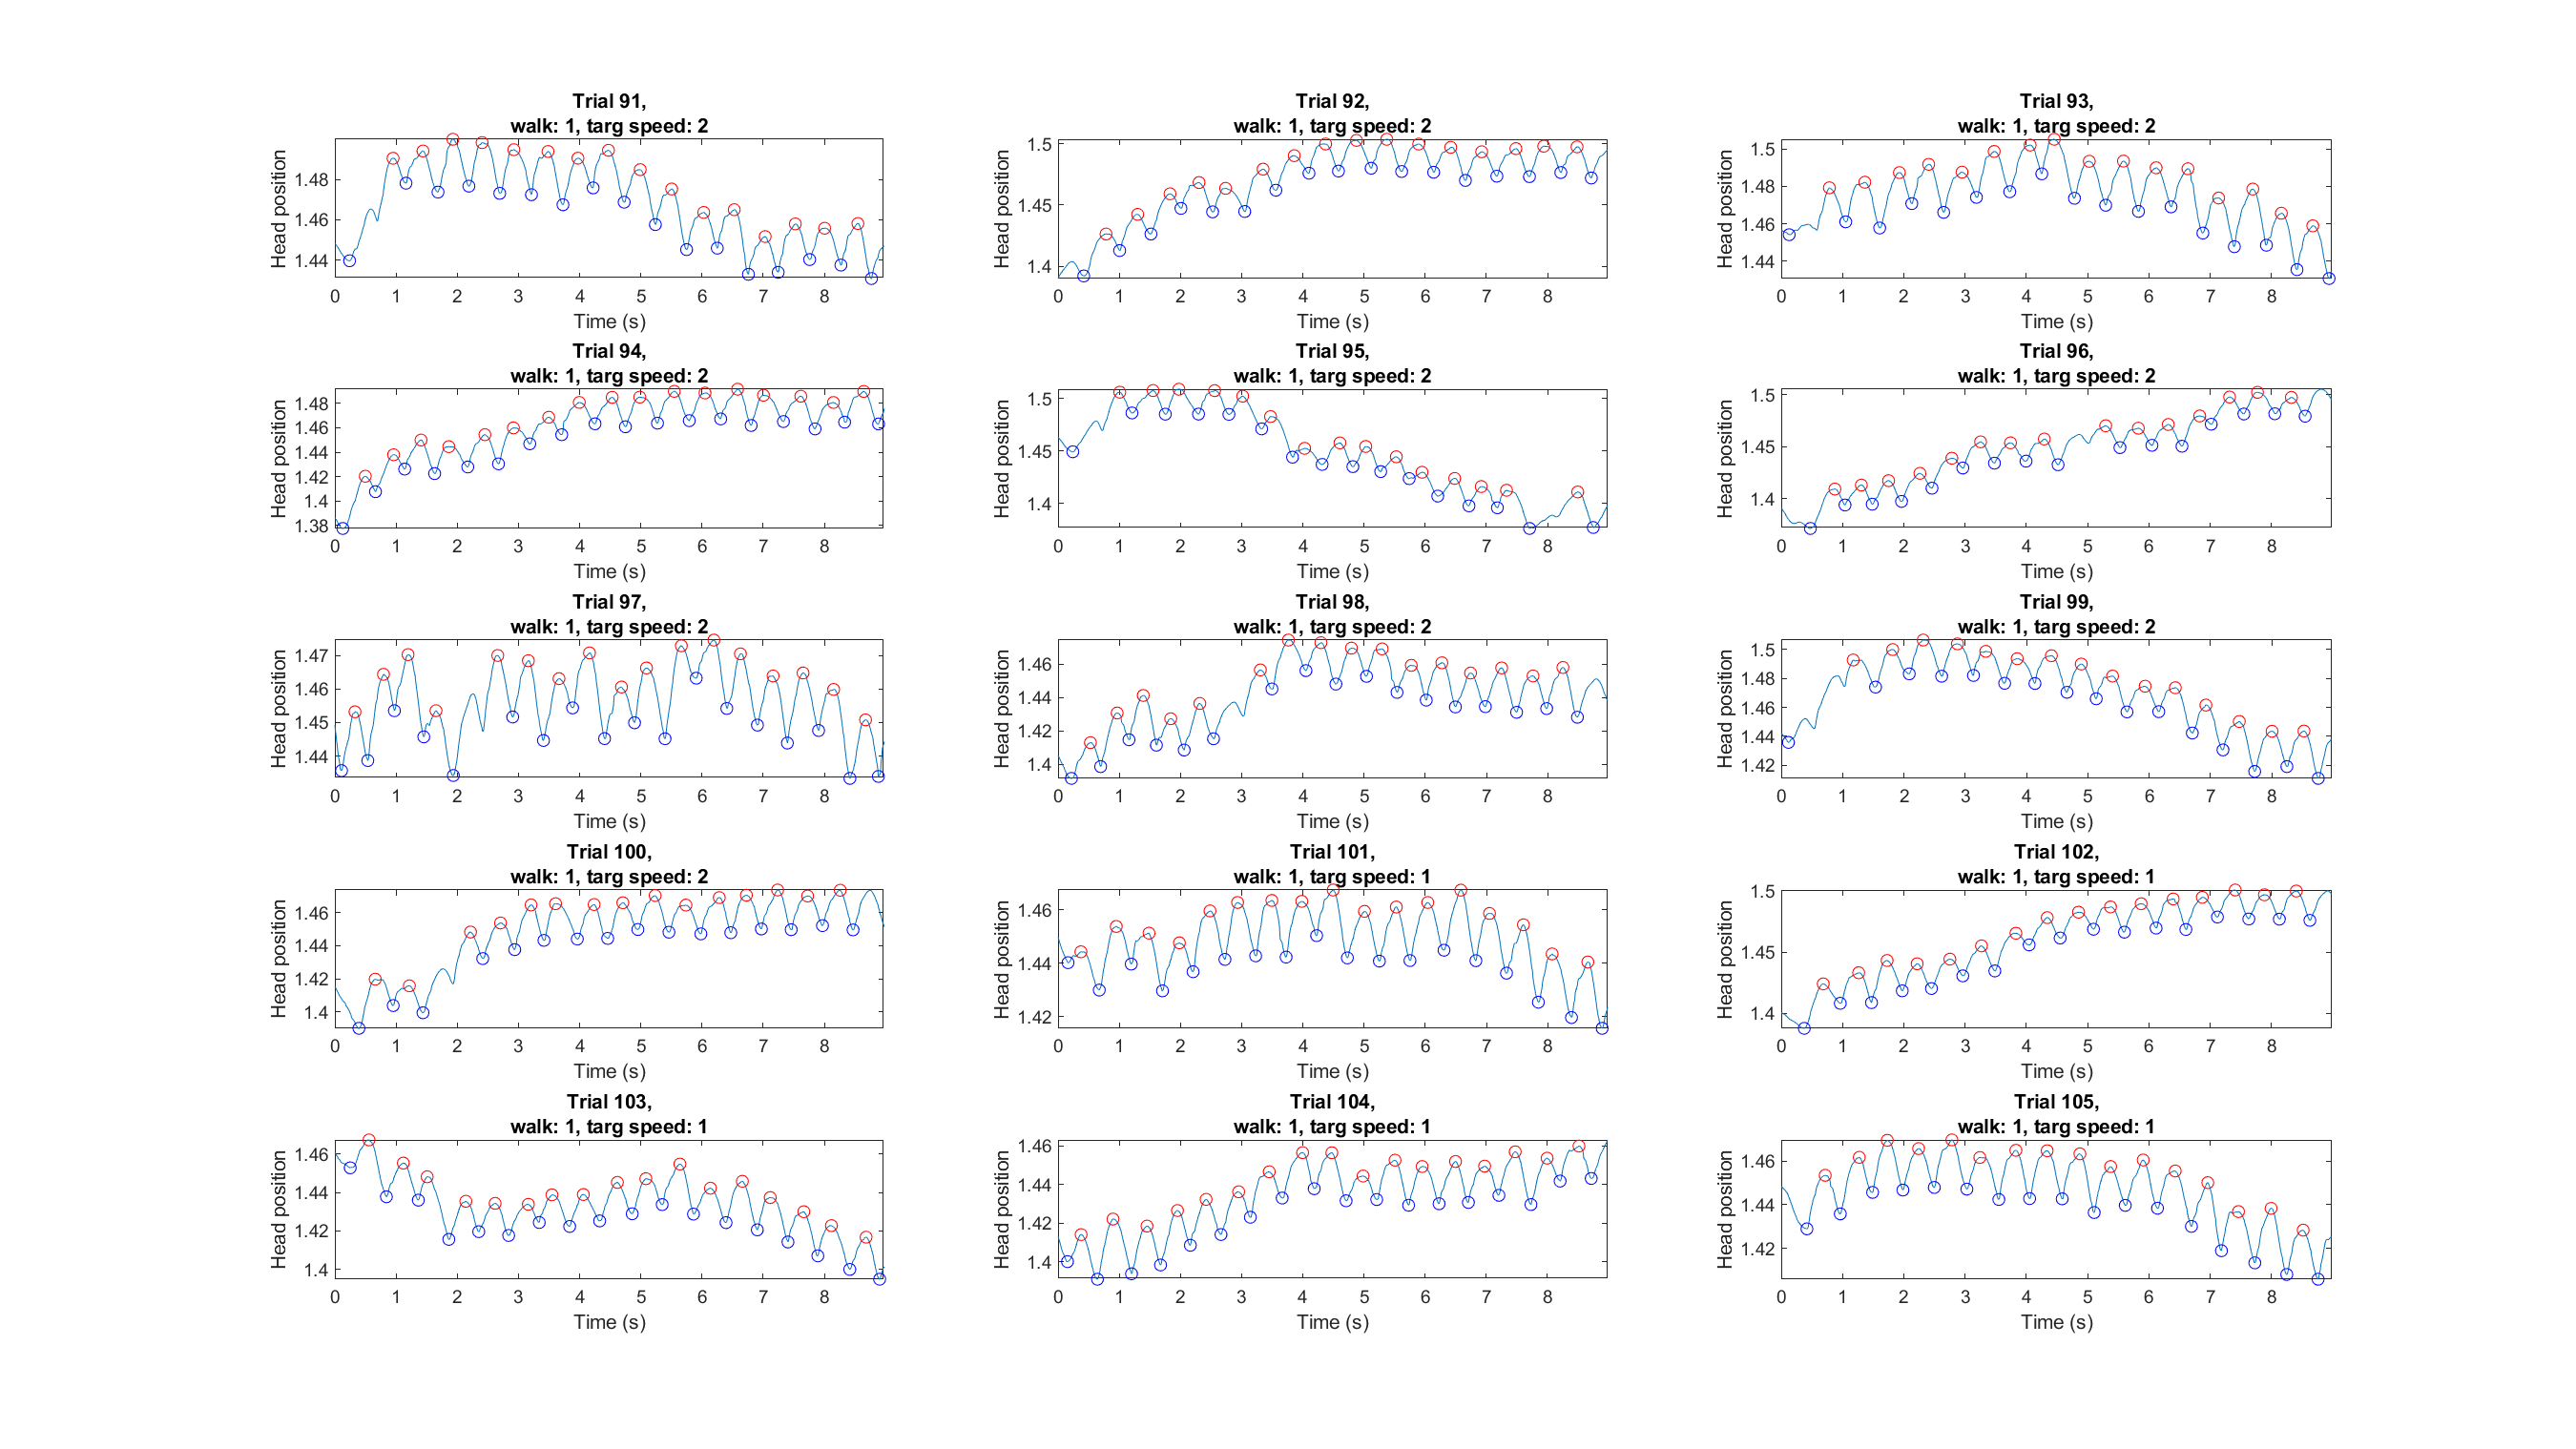 Trial 91,
walk: 1, targ speed: 2
Head position
1.48
1.46
1.44
0 1 2 3 4 5 6 7 8
Time (s)
Trial 92,
walk: 1, targ speed: 2
Head position
1.5
1.45
1.4
0 1 2 3 4 5 6 7 8
Time (s)
Trial 93,
walk: 1, targ speed: 2
Head position
1.5
1.48
1.46
1.44
0 1 2 3 4 5 6 7 8
Time (s)
Trial 94,
walk: 1, targ speed: 2
Head position
1.48
1.46
1.44
1.42
1.4
1.38
0 1 2 3 4 5 6 7 8
Time (s)
Trial 95,
walk: 1, targ speed: 2
Head position
1.5
1.45
1.4
0 1 2 3 4 5 6 7 8
Time (s)
Trial 96,
walk: 1, targ speed: 2
Head position
1.5
1.45
1.4
0 1 2 3 4 5 6 7 8
Time (s)
Trial 97,
walk: 1, targ speed: 2
Head position
1.47
1.46
1.45
1.44
0 1 2 3 4 5 6 7 8
Time (s)
Trial 98,
walk: 1, targ speed: 2
Head position
1.46
1.44
1.42
1.4
0 1 2 3 4 5 6 7 8
Time (s)
Trial 99,
walk: 1, targ speed: 2
Head position
1.5
1.48
1.46
1.44
1.42
0 1 2 3 4 5 6 7 8
Time (s)
Trial 100,
walk: 1, targ speed: 2
Head position
1.46
1.44
1.42
1.4
0 1 2 3 4 5 6 7 8
Time (s)
Trial 101,
walk: 1, targ speed: 1
Head position
1.46
1.44
1.42
0 1 2 3 4 5 6 7 8
Time (s)
Trial 102,
walk: 1, targ speed: 1
Head position
1.5
1.45
1.4
0 1 2 3 4 5 6 7 8
Time (s)
Trial 103,
walk: 1, targ speed: 1
Head position
1.46
1.44
1.42
1.4
0 1 2 3 4 5 6 7 8
Time (s)
Trial 104,
walk: 1, targ speed: 1
Head position
1.46
1.44
1.42
1.4
0 1 2 3 4 5 6 7 8
Time (s)
Trial 105,
walk: 1, targ speed: 1
Head position
1.46
1.44
1.42
0 1 2 3 4 5 6 7 8
Time (s)